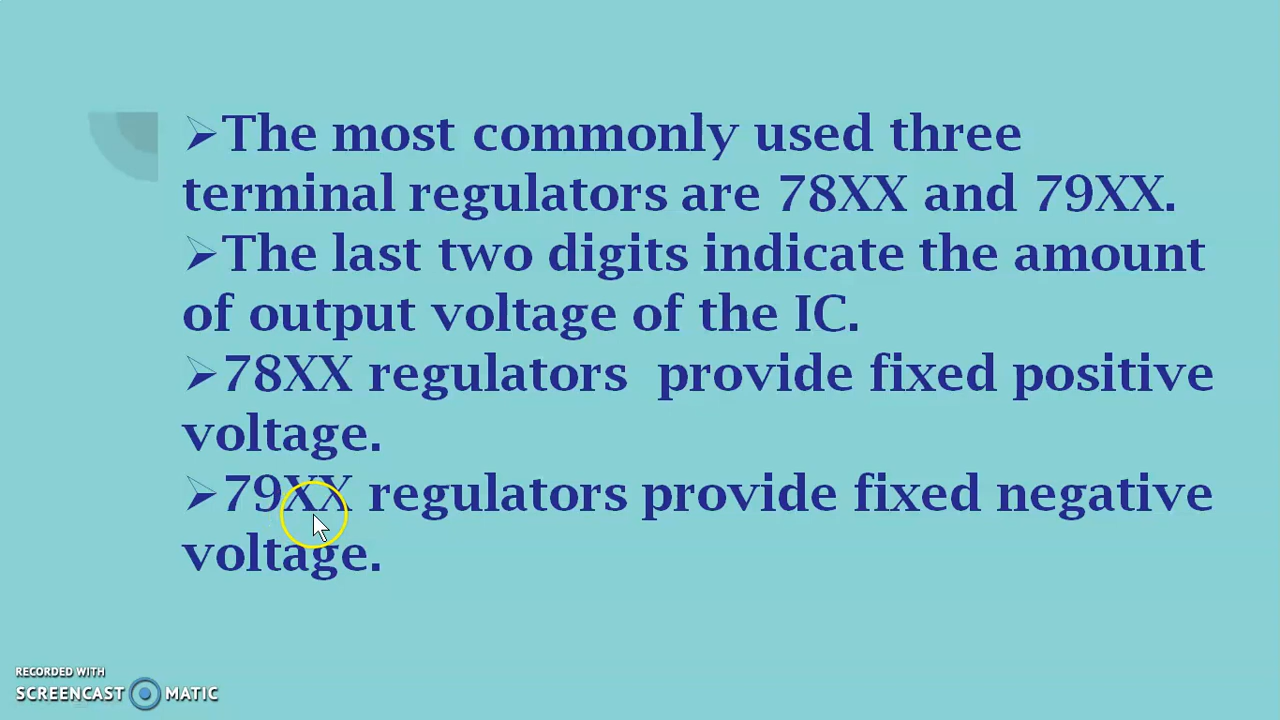 ➢The most commonly used three
terminal regulators are 78XX and 79XX.
➢The last two digits indicate the amount
of output voltage of the IC.
➢78XX regulators provide fixed positive
voltage.
➢79XX regulators provide fixed negative
voltage.
RECORDED WITH
SCREENCAST MATIC